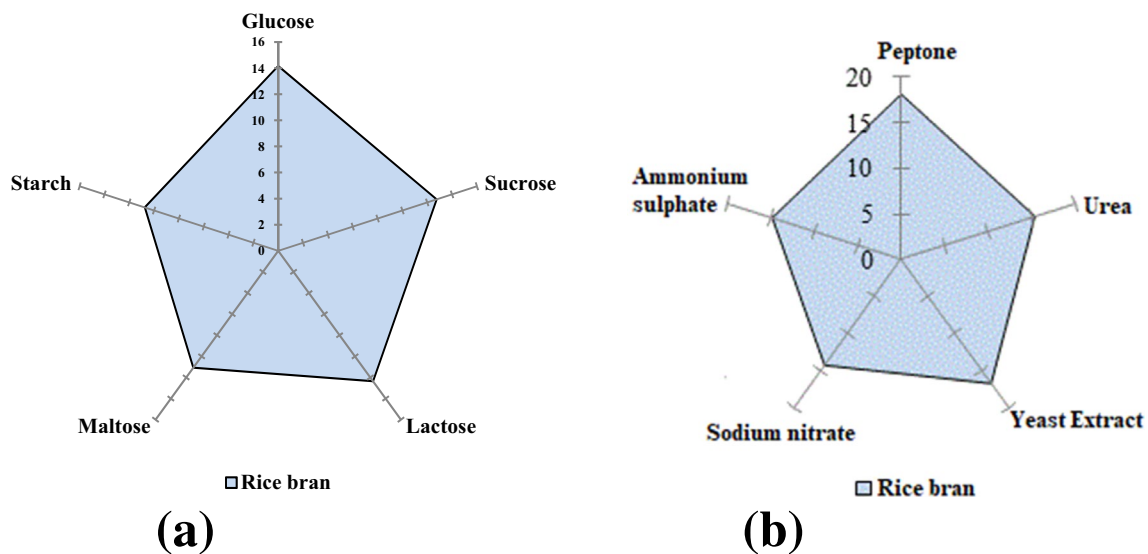 Glucose
16
14
12
10
8
6
4
2
0
Starch
Sucrose
Maltose
Lactose
Rice bran
(a)
Peptone
20
15
10
5
0
Ammonium
sulphate
Urea
Sodium nitrate
Yeast Extract
Rice bran
(b)